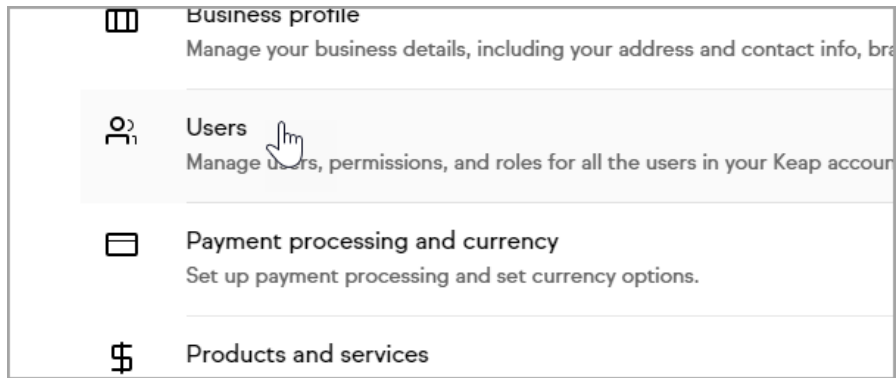 Business profile
Manage your business details, including your address and contact info,
Users
Manage users, permissions, and roles for all the users in your Keap
Payment processing and currency
Set up payment processing and set currency options.
Products and services